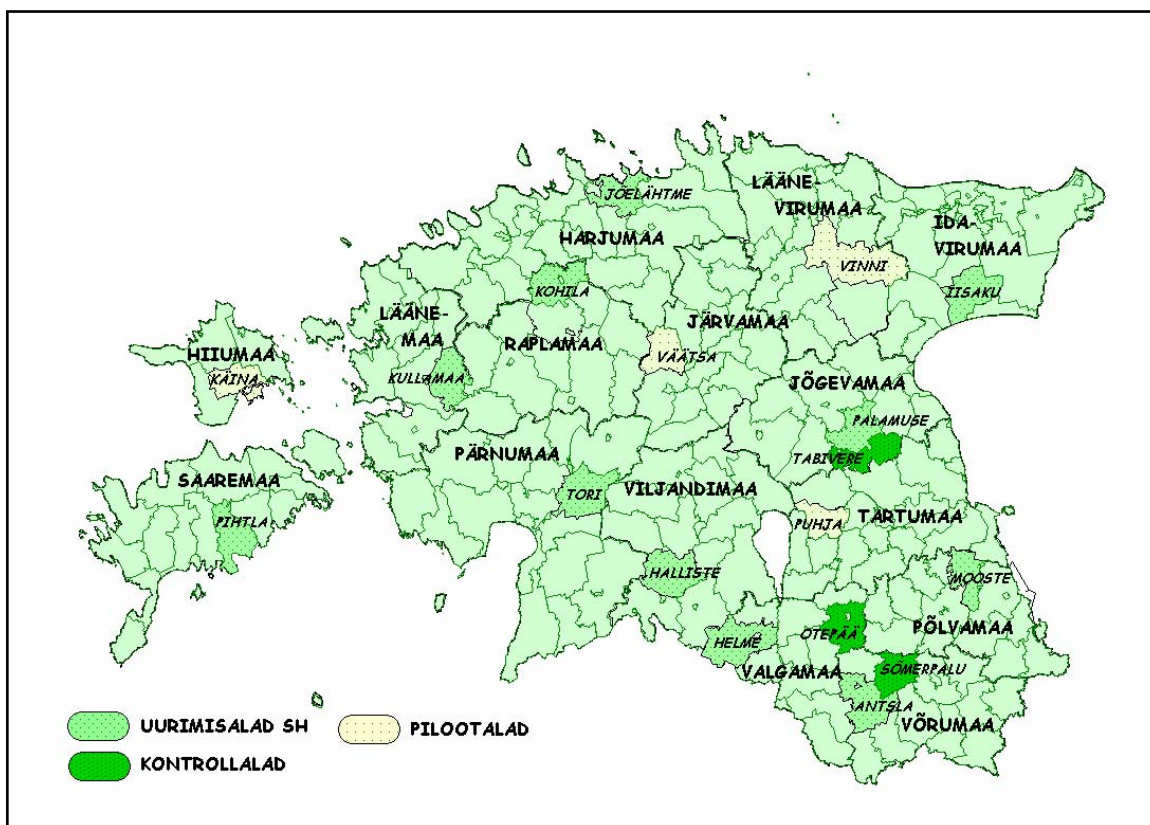 LÄÄNE-
VIRUMAA
JÕELÄHTME
IDA-
VIRUMAA
HARJUMAA
VINNI
KOHILA
IISAKU
LÄÄNE-
MAA
JÄRVAMAA
RAPLAMAA
VÄÄTSA
HIIUMAA
KÄINA
KULLAMAA
JÕGEVAMAA
PALAMUSE
PÄRNUMAA
TABIVERE
SAAREMAA
TORI
VILJANDIMAA
PIHTLA
PUHJA
TARTUMAA
HALLISTE
MOOSTE
HELME
OTEPÄÄ
PÕLVAMAA
VALGAMAA
SÕMERPALU
ANTSLA
VÕRUMAA
UURIMISALAD SH
PILOOTALAD
KONTROLLALAD